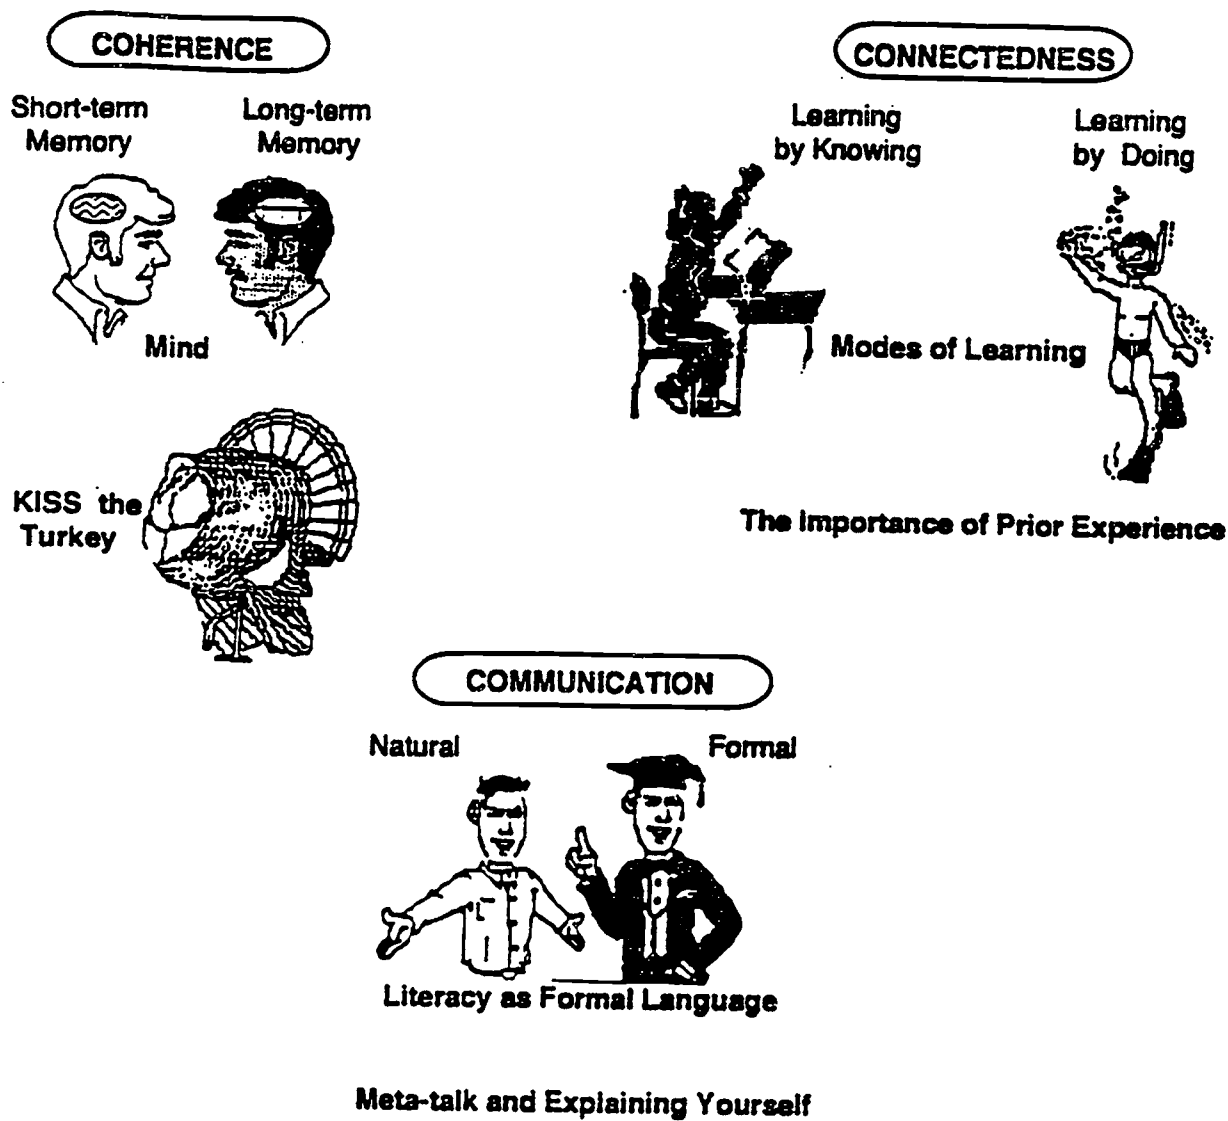 COHERENCE
Short-term
Memory
Long-term
Memory
Mind
KISS the
Turkey
CONNECTEDNESS
Learning
by Knowing
Learning
by Doing
Modes of Learning
The Importance of Prior Experience
COMMUNICATION
Natural
Formal
Literacy as Formal Language
Meta-talk and Explaining Yourself